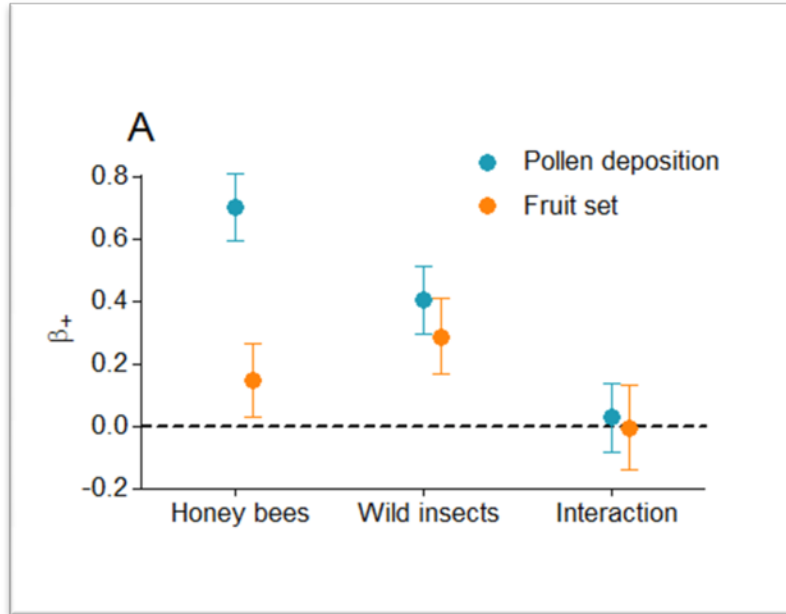 A
Pollen deposition
Fruit set
0.8
0.6
0.4
0.2
0.0
-0.2
β+
Honey bees Wild insects Interaction